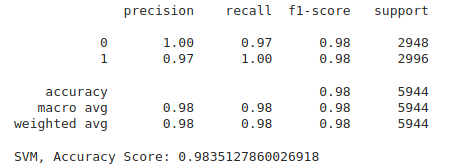 precision recall f1-score support
0 1.00 0.97 0.98 2948
1 0.97 1.00 0.98 2996
accuracy 0.98 5944
macro avg 0.98 0.98 0.98 5944
weighted avg 0.98 0.98 0.98 5944
SVM, Accuracy Score: 0.9835127860026918